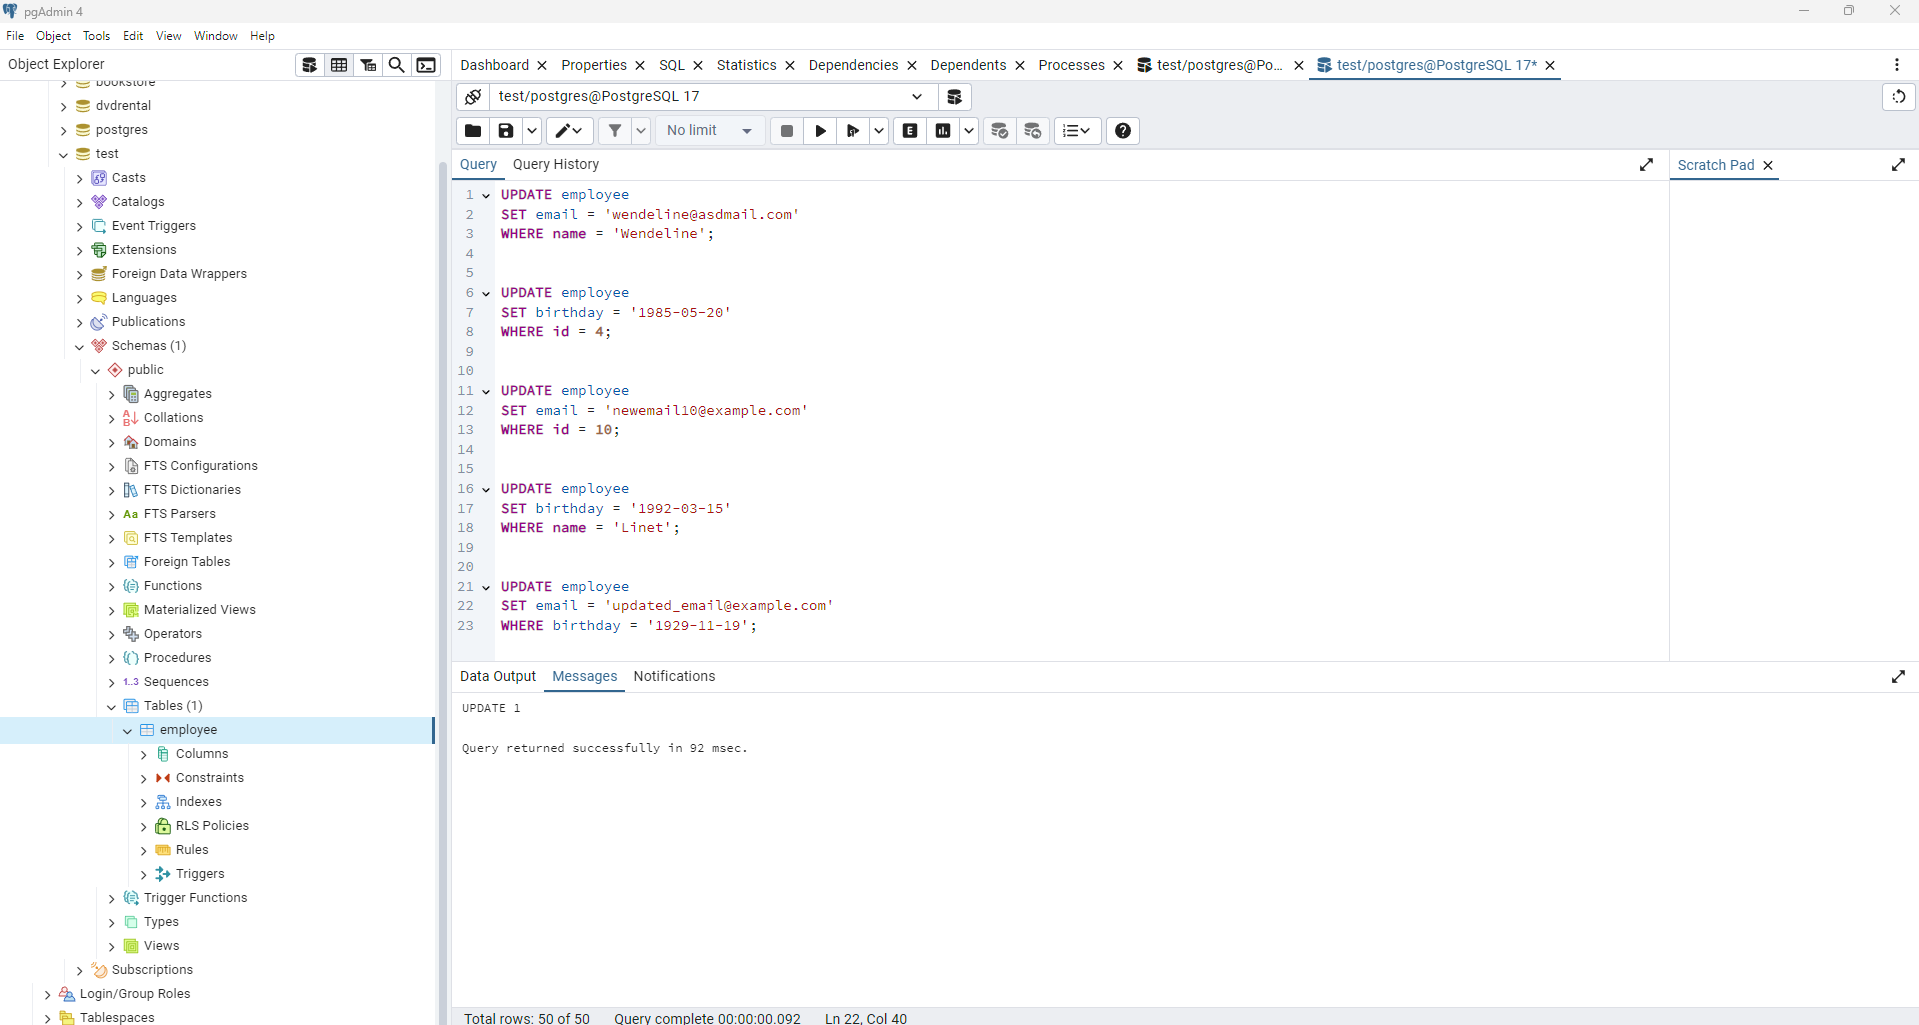 pgAdmin 4
File Object Tools Edit View Window Help
Object Explorer
Dashboard Properties SQL Statistics Dependencies Dependents Processes test/postgres@Po... test/postgres@PostgreSQL 17*
test/postgres@PostgreSQL 17
No limit
E
Query Query History
Scratch Pad
bookstore
dvdrental
postgres
test
Casts
Catalogs
Event Triggers
Extensions
Foreign Data Wrappers
Languages
Publications
Schemas (1)
public
Aggregates
Collations
Domains
FTS Configurations
FTS Dictionaries
Aa FTS Parsers
FTS Templates
Foreign Tables
Functions
Materialized Views
Operators
Procedures
1..3 Sequences
Tables (1)
employee
Columns
Constraints
Indexes
RLS Policies
Rules
Triggers
Trigger Functions
Types
Views
Subscriptions
Login/Group Roles
Tablespaces
1 UPDATE employee
2 SET email = 'wendeline@asdmail.com'
3 WHERE name = 'Wendeline';
4
5
6 UPDATE employee
7 SET birthday = '1985-05-20'
8 WHERE id = 4;
9
10
11 UPDATE employee
12 SET email = 'newemail10@example.com'
13 WHERE id = 10;
14
15
16 UPDATE employee
17 SET birthday = '1992-03-15'
18 WHERE name = 'Linet';
19
20
21 UPDATE employee
22 SET email = 'updated_email@example.com'
23 WHERE birthday = '1929-11-19';
Data Output Messages Notifications
UPDATE 1
Query returned successfully in 92 msec.
Total rows: 50 of 50 Query complete 00:00:00.092 Ln 22, Col 40